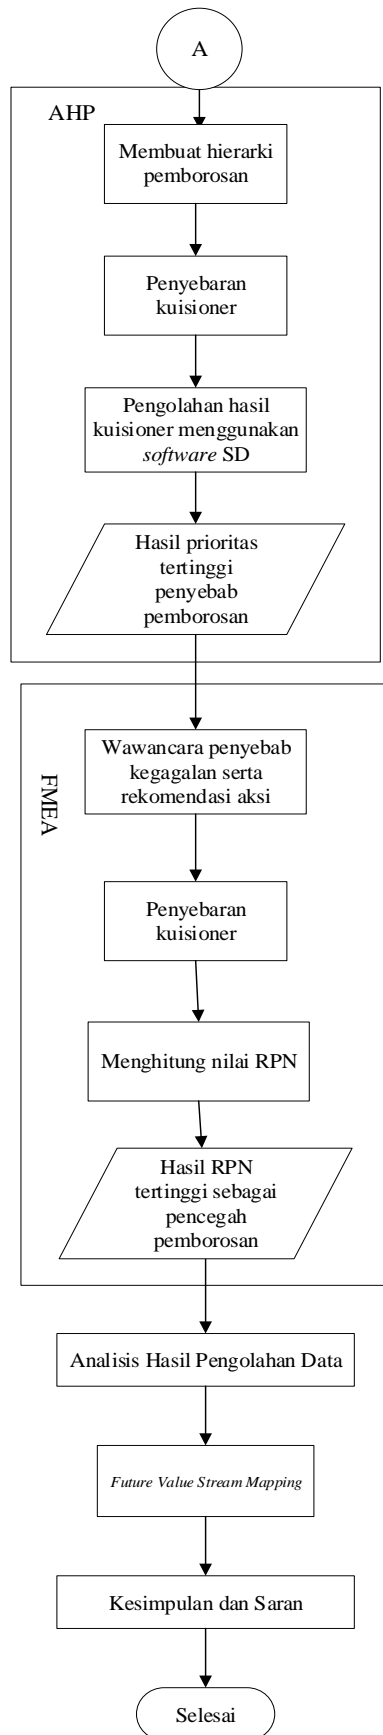 A
AHP
Membuat hierarki
pemborosan
Penyebaran
kuisioner
Pengolahan hasil
kuisioner menggunakan
software SD
Hasil prioritas
tertinggi
penyebab
pemborosan
FMEA
Wawancara penyebab
kegagalan serta
rekomendasi aksi
Penyebaran
kuisioner
Menghitung nilai RPN
Hasil RPN
tertinggi sebagai
pencegah
pemborosan
Analisis Hasil Pengolahan Data
Future Value Stream Mapping
Kesimpulan dan Saran
Selesai